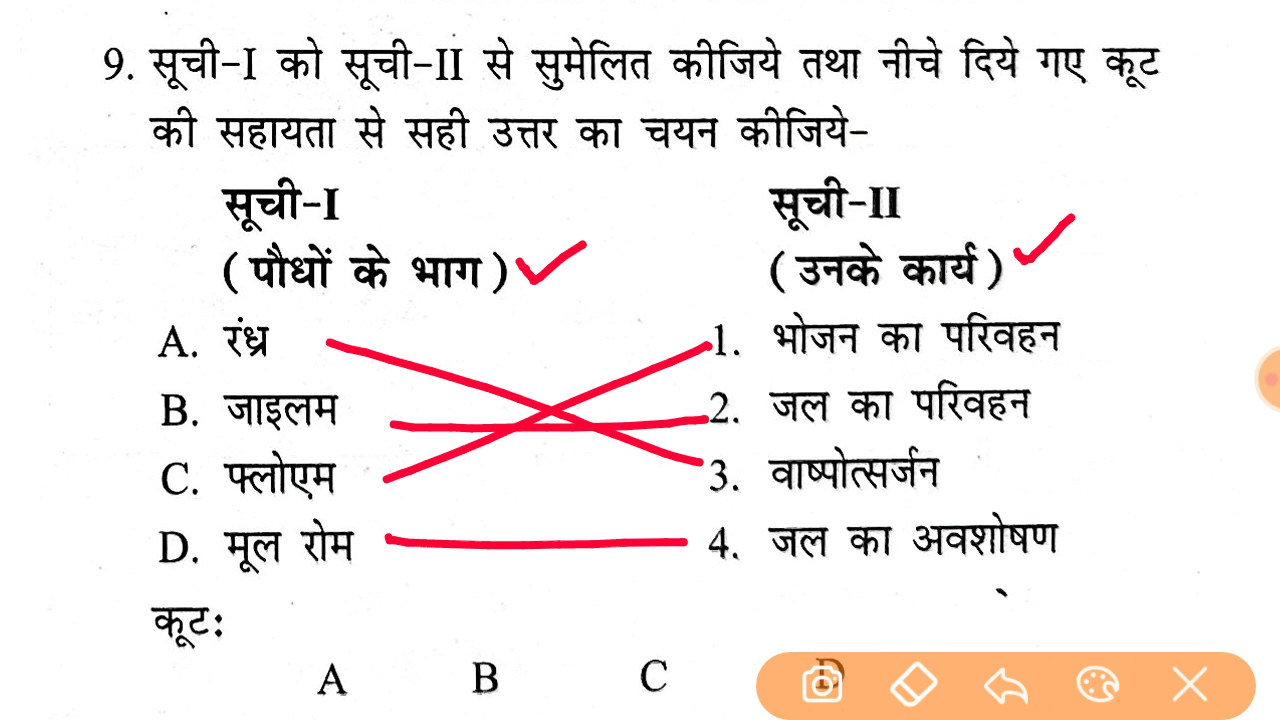 9. सूची-I को सूची-II से सुमेलित कीजिये तथा नीचे दिये गए कूट
की सहायता से सही उत्तर का चयन कीजिये-
सूची-I सूची-II
(पौधों के भाग) (उनके कार्य)
A. रंध्र 1. भोजन का परिवहन
B. जाइलम 2. जल का परिवहन
C. फ्लोएम 3. वाष्पोत्सर्जन
D. मूल रोम 4. जल का अवशोषण
कूटः
A B C D